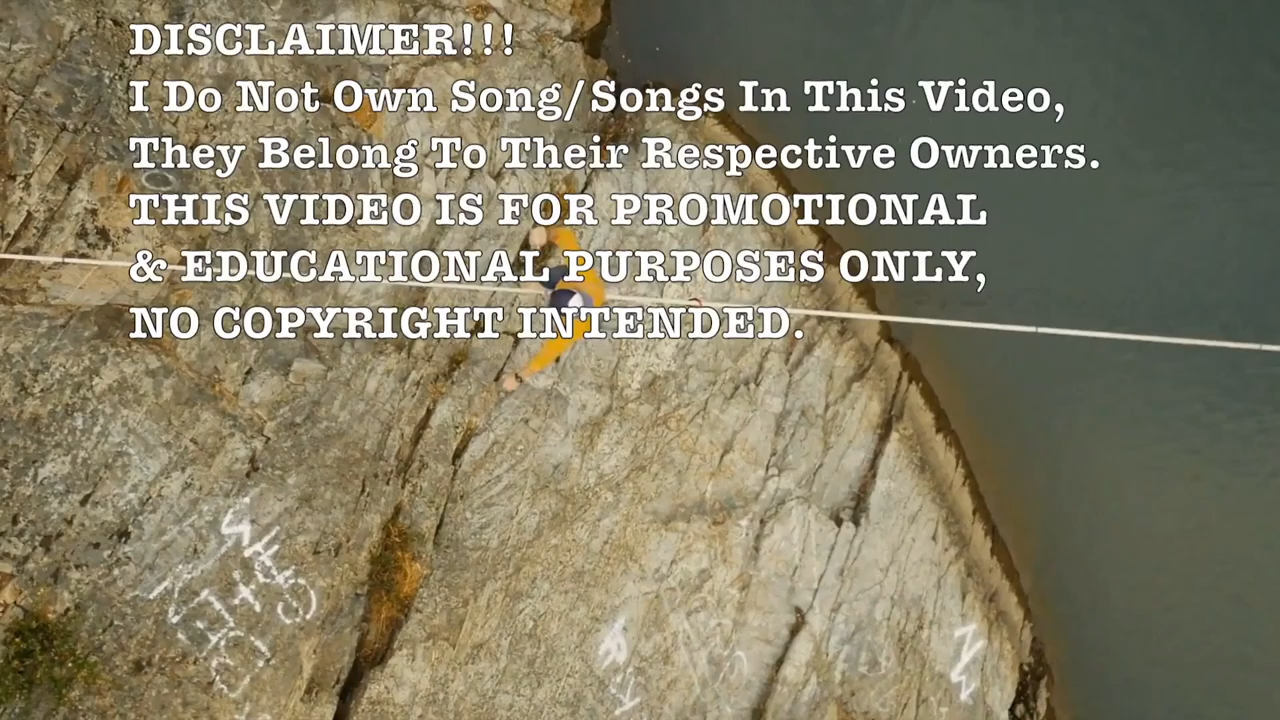 DISCLAIMER!!!
I Do Not Own Song/Songs In This Video,
They Belong To Their Respective Owners.
THIS VIDEO IS FOR PROMOTIONAL
& EDUCATIONAL PURPOSES ONLY,
NO COPYRIGHT INTENDED.